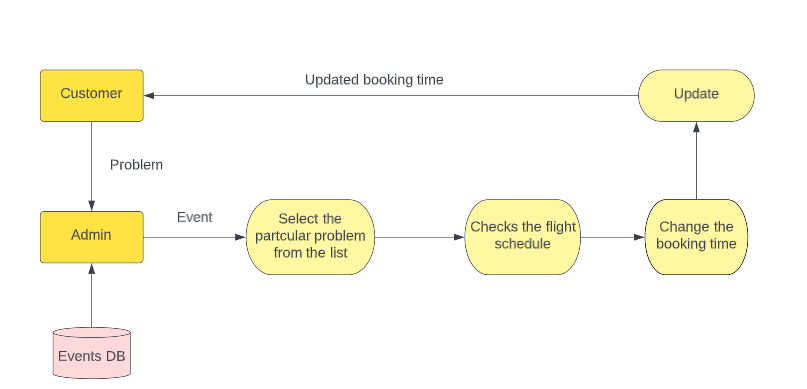 Updated booking time
Customer
Update
Problem
Admin
Event
Select the
partcular problem
from the list
Checks the flight
schedule
Change the
booking time
Events DB